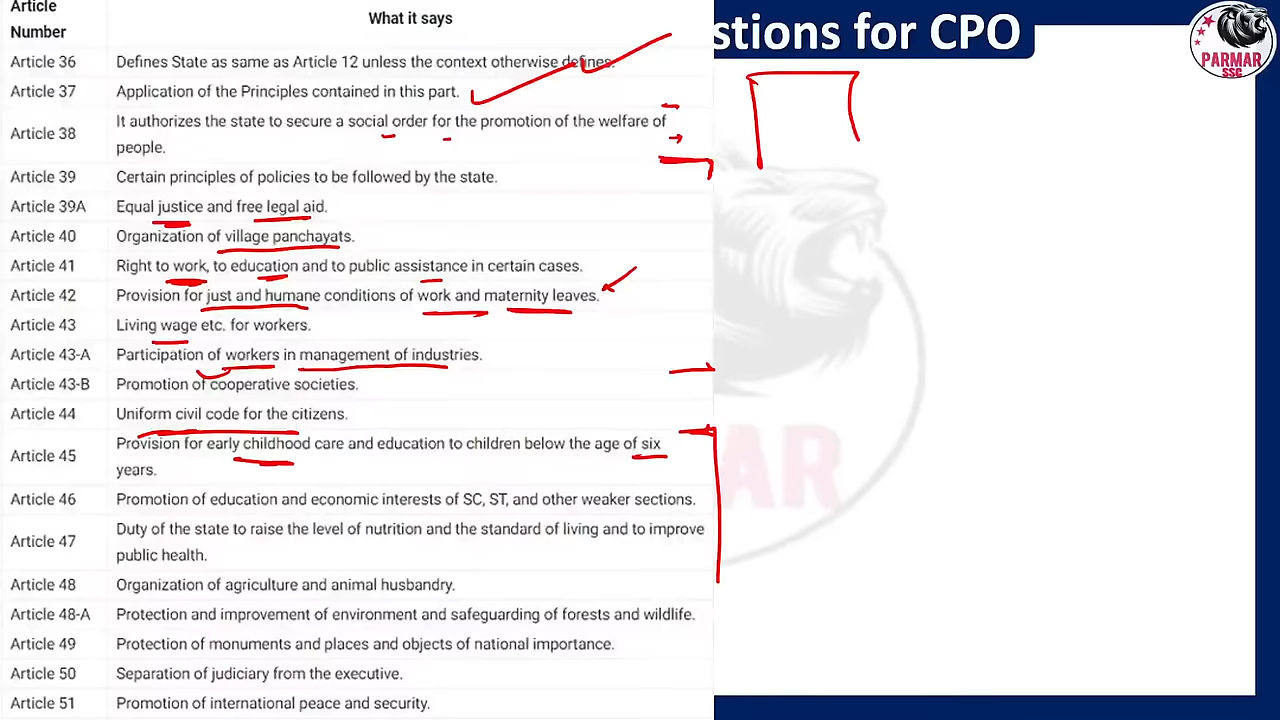 Article
Number
What it says
Article 36 Defines State as same as Article 12 unless the context otherwise defines.
Article 37 Application of the Principles contained in this part.
Article 38 It authorizes the state to secure a social order for the promotion of the welfare of
people.
Article 39 Certain principles of policies to be followed by the state.
Article 39A Equal justice and free legal aid.
Article 40 Organization of village panchayats.
Article 41 Right to work, to education and to public assistance in certain cases.
Article 42 Provision for just and humane conditions of work and maternity leaves.
Article 43 Living wage etc. for workers.
Article 43-A Participation of workers in management of industries.
Article 43-B Promotion of cooperative societies.
Article 44 Uniform civil code for the citizens.
Article 45 Provision for early childhood care and education to children below the age of six
years.
Article 46 Promotion of education and economic interests of SC, ST, and other weaker sections.
Article 47 Duty of the state to raise the level of nutrition and the standard of living and to improve
public health.
Article 48 Organization of agriculture and animal husbandry.
Article 48-A Protection and improvement of environment and safeguarding of forests and wildlife.
Article 49 Protection of monuments and places and objects of national importance.
Article 50 Separation of judiciary from the executive.
Article 51 Promotion of international peace and security.
stions for CPO
PARMAR
SSC
MAR